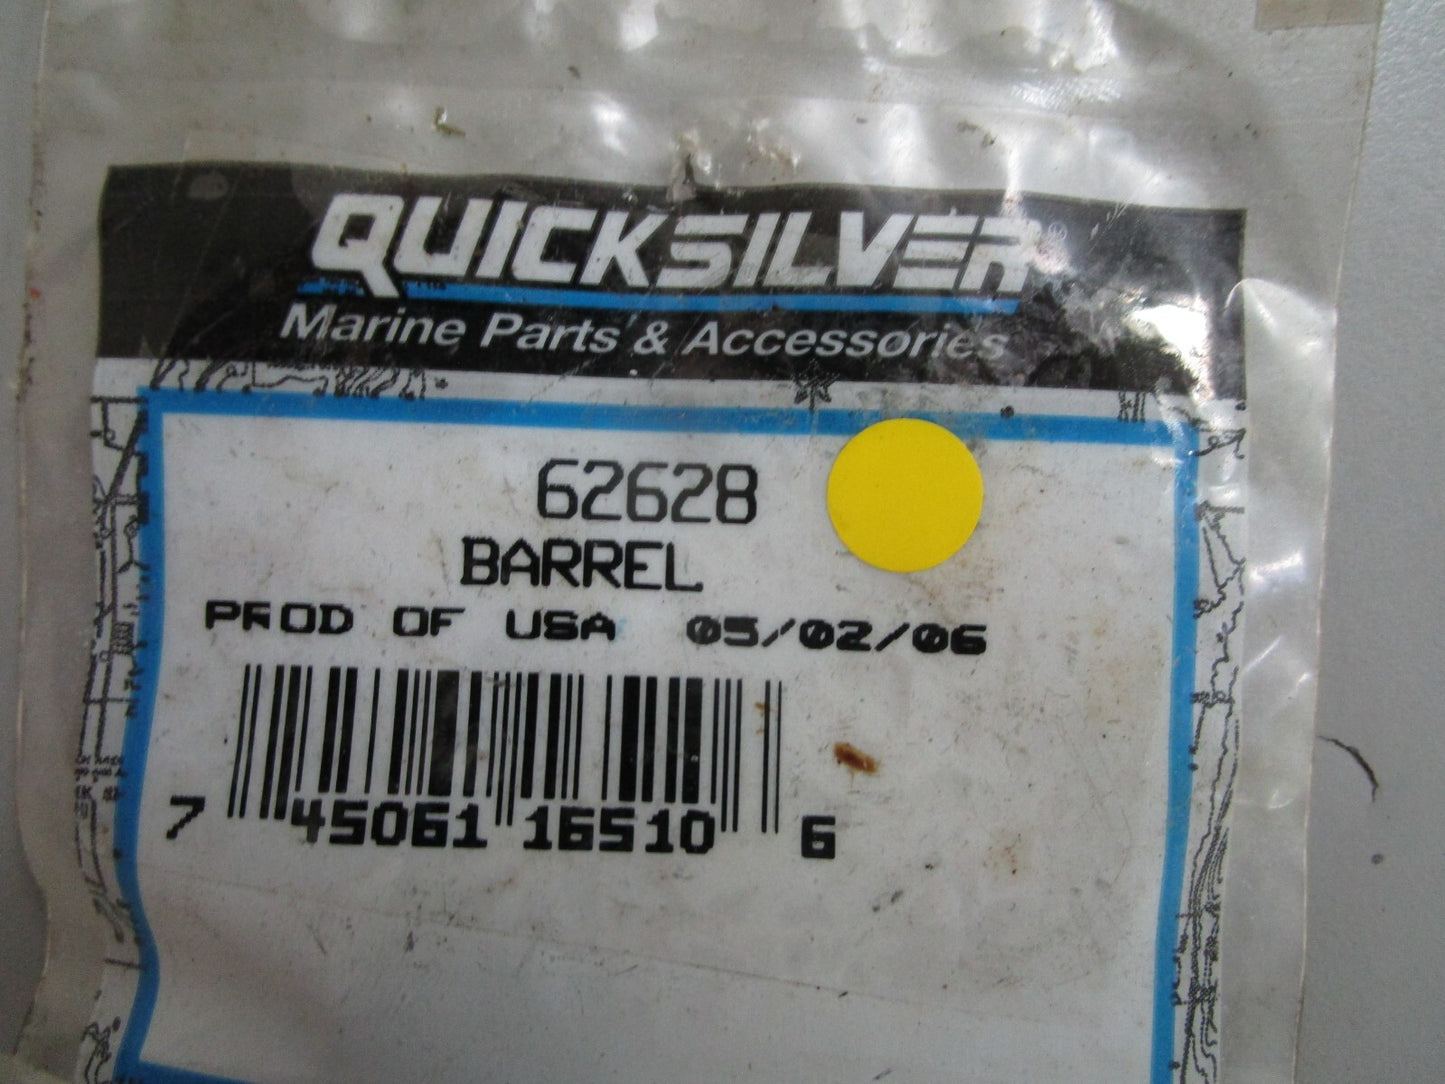 QUICKSILVER®
Marine Parts & Accessories
62628
BARREL
PROD OF USA 05/02/06
7 45061 16510 6